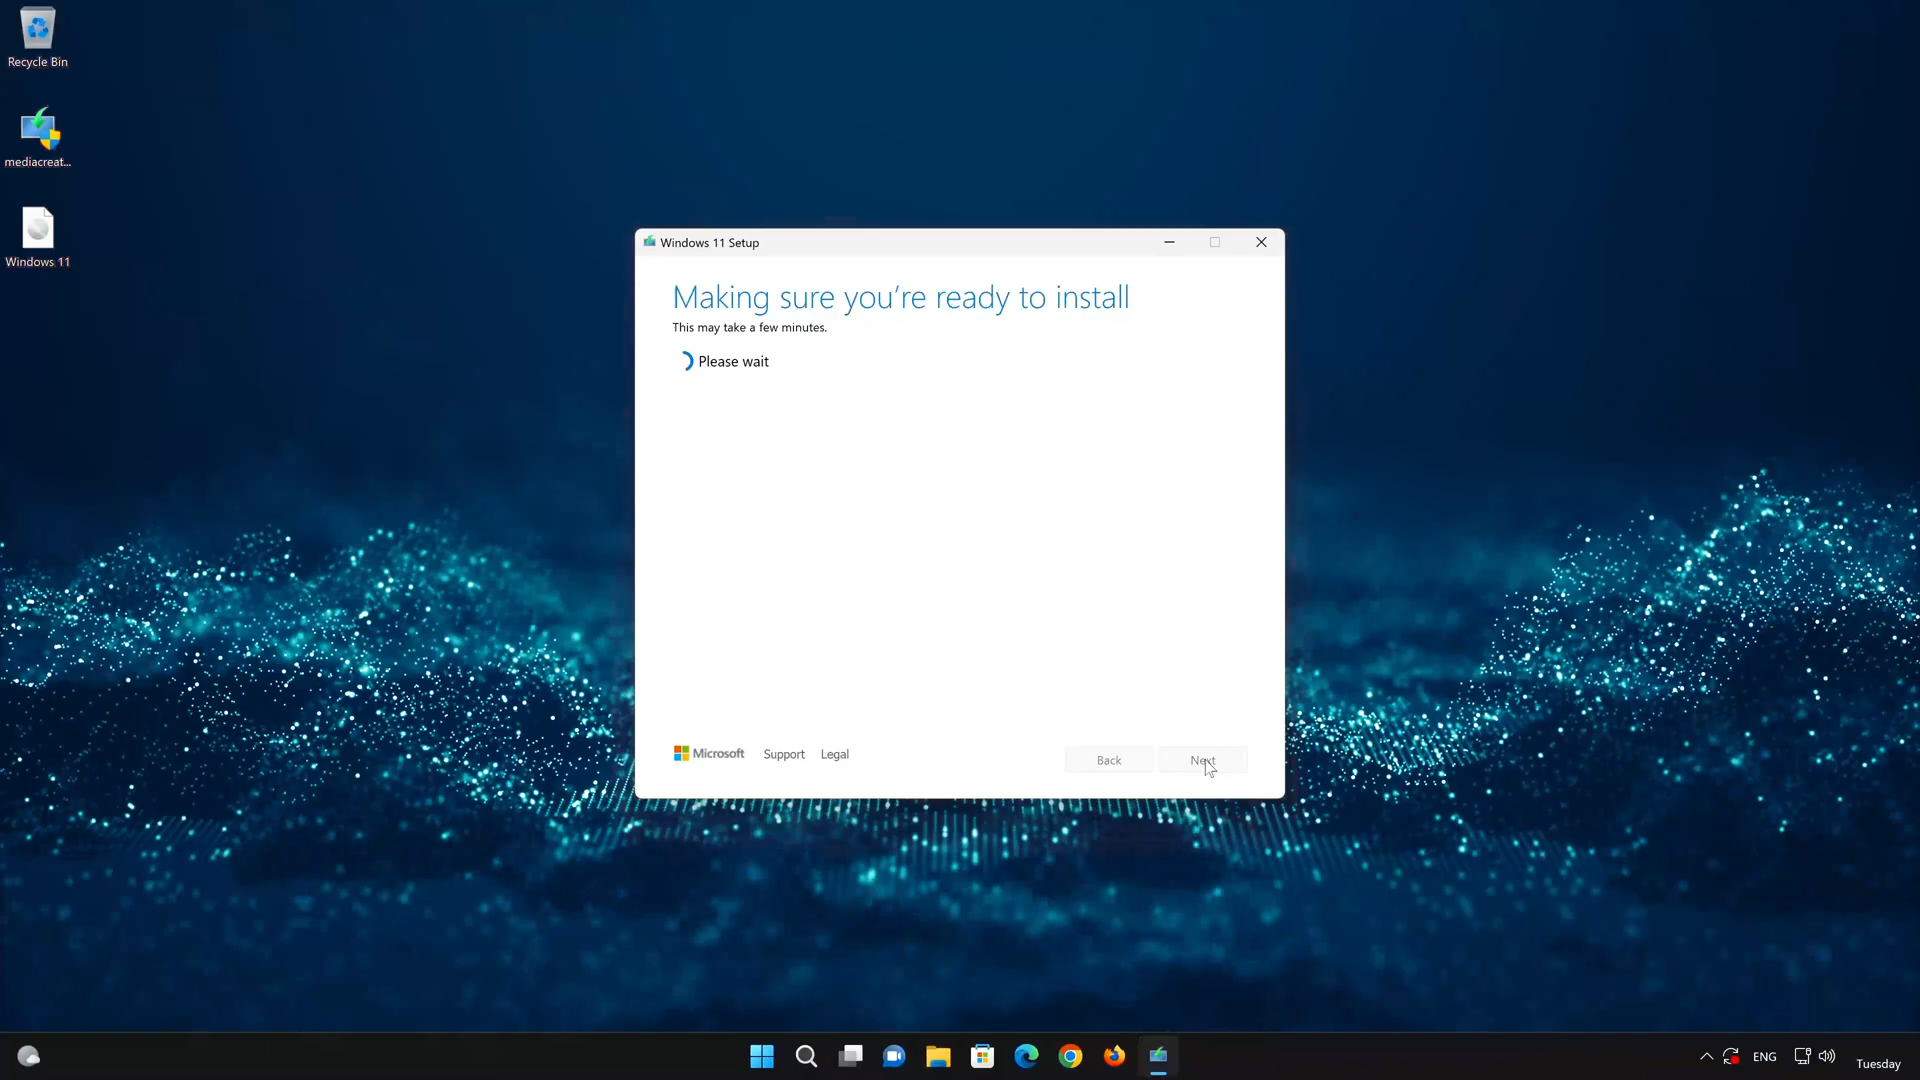 Recycle Bin
mediacreat...
Windows 11
Windows 11 Setup
Making sure you're ready to install
This may take a few minutes.
Please wait
Microsoft
Support
Legal
Back
Next
ENG
Tuesday